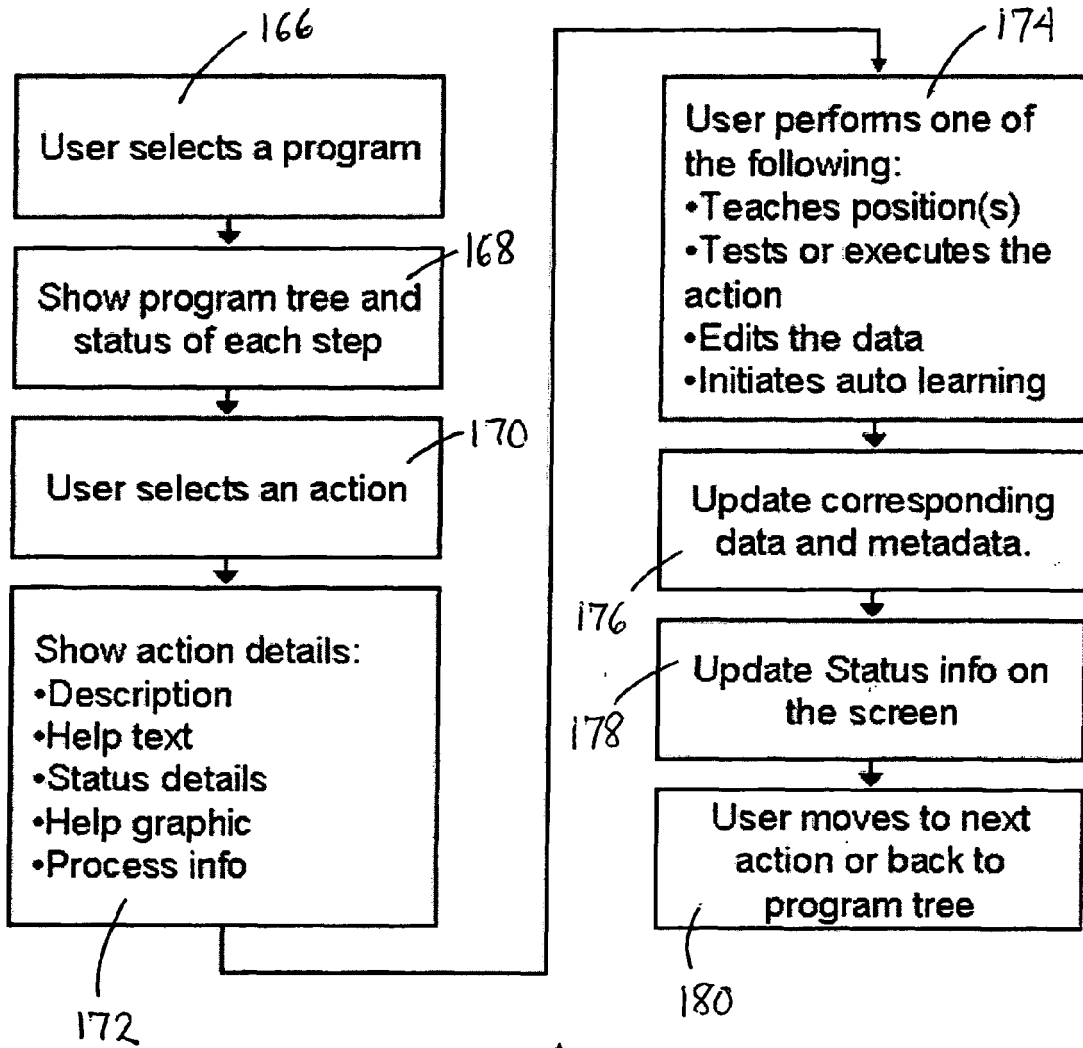 166
User selects a program
168
Show program tree and
status of each step
170
User selects an action
Show action details:
•Description
•Help text
•Status details
•Help graphic
•Process info
172
174
User performs one of
the following:
•Teaches position(s)
•Tests or executes the
action
•Edits the data
•Initiates auto learning
Update corresponding
data and metadata.
176
Update Status info on
the screen
178
User moves to next
action or back to
program tree
180